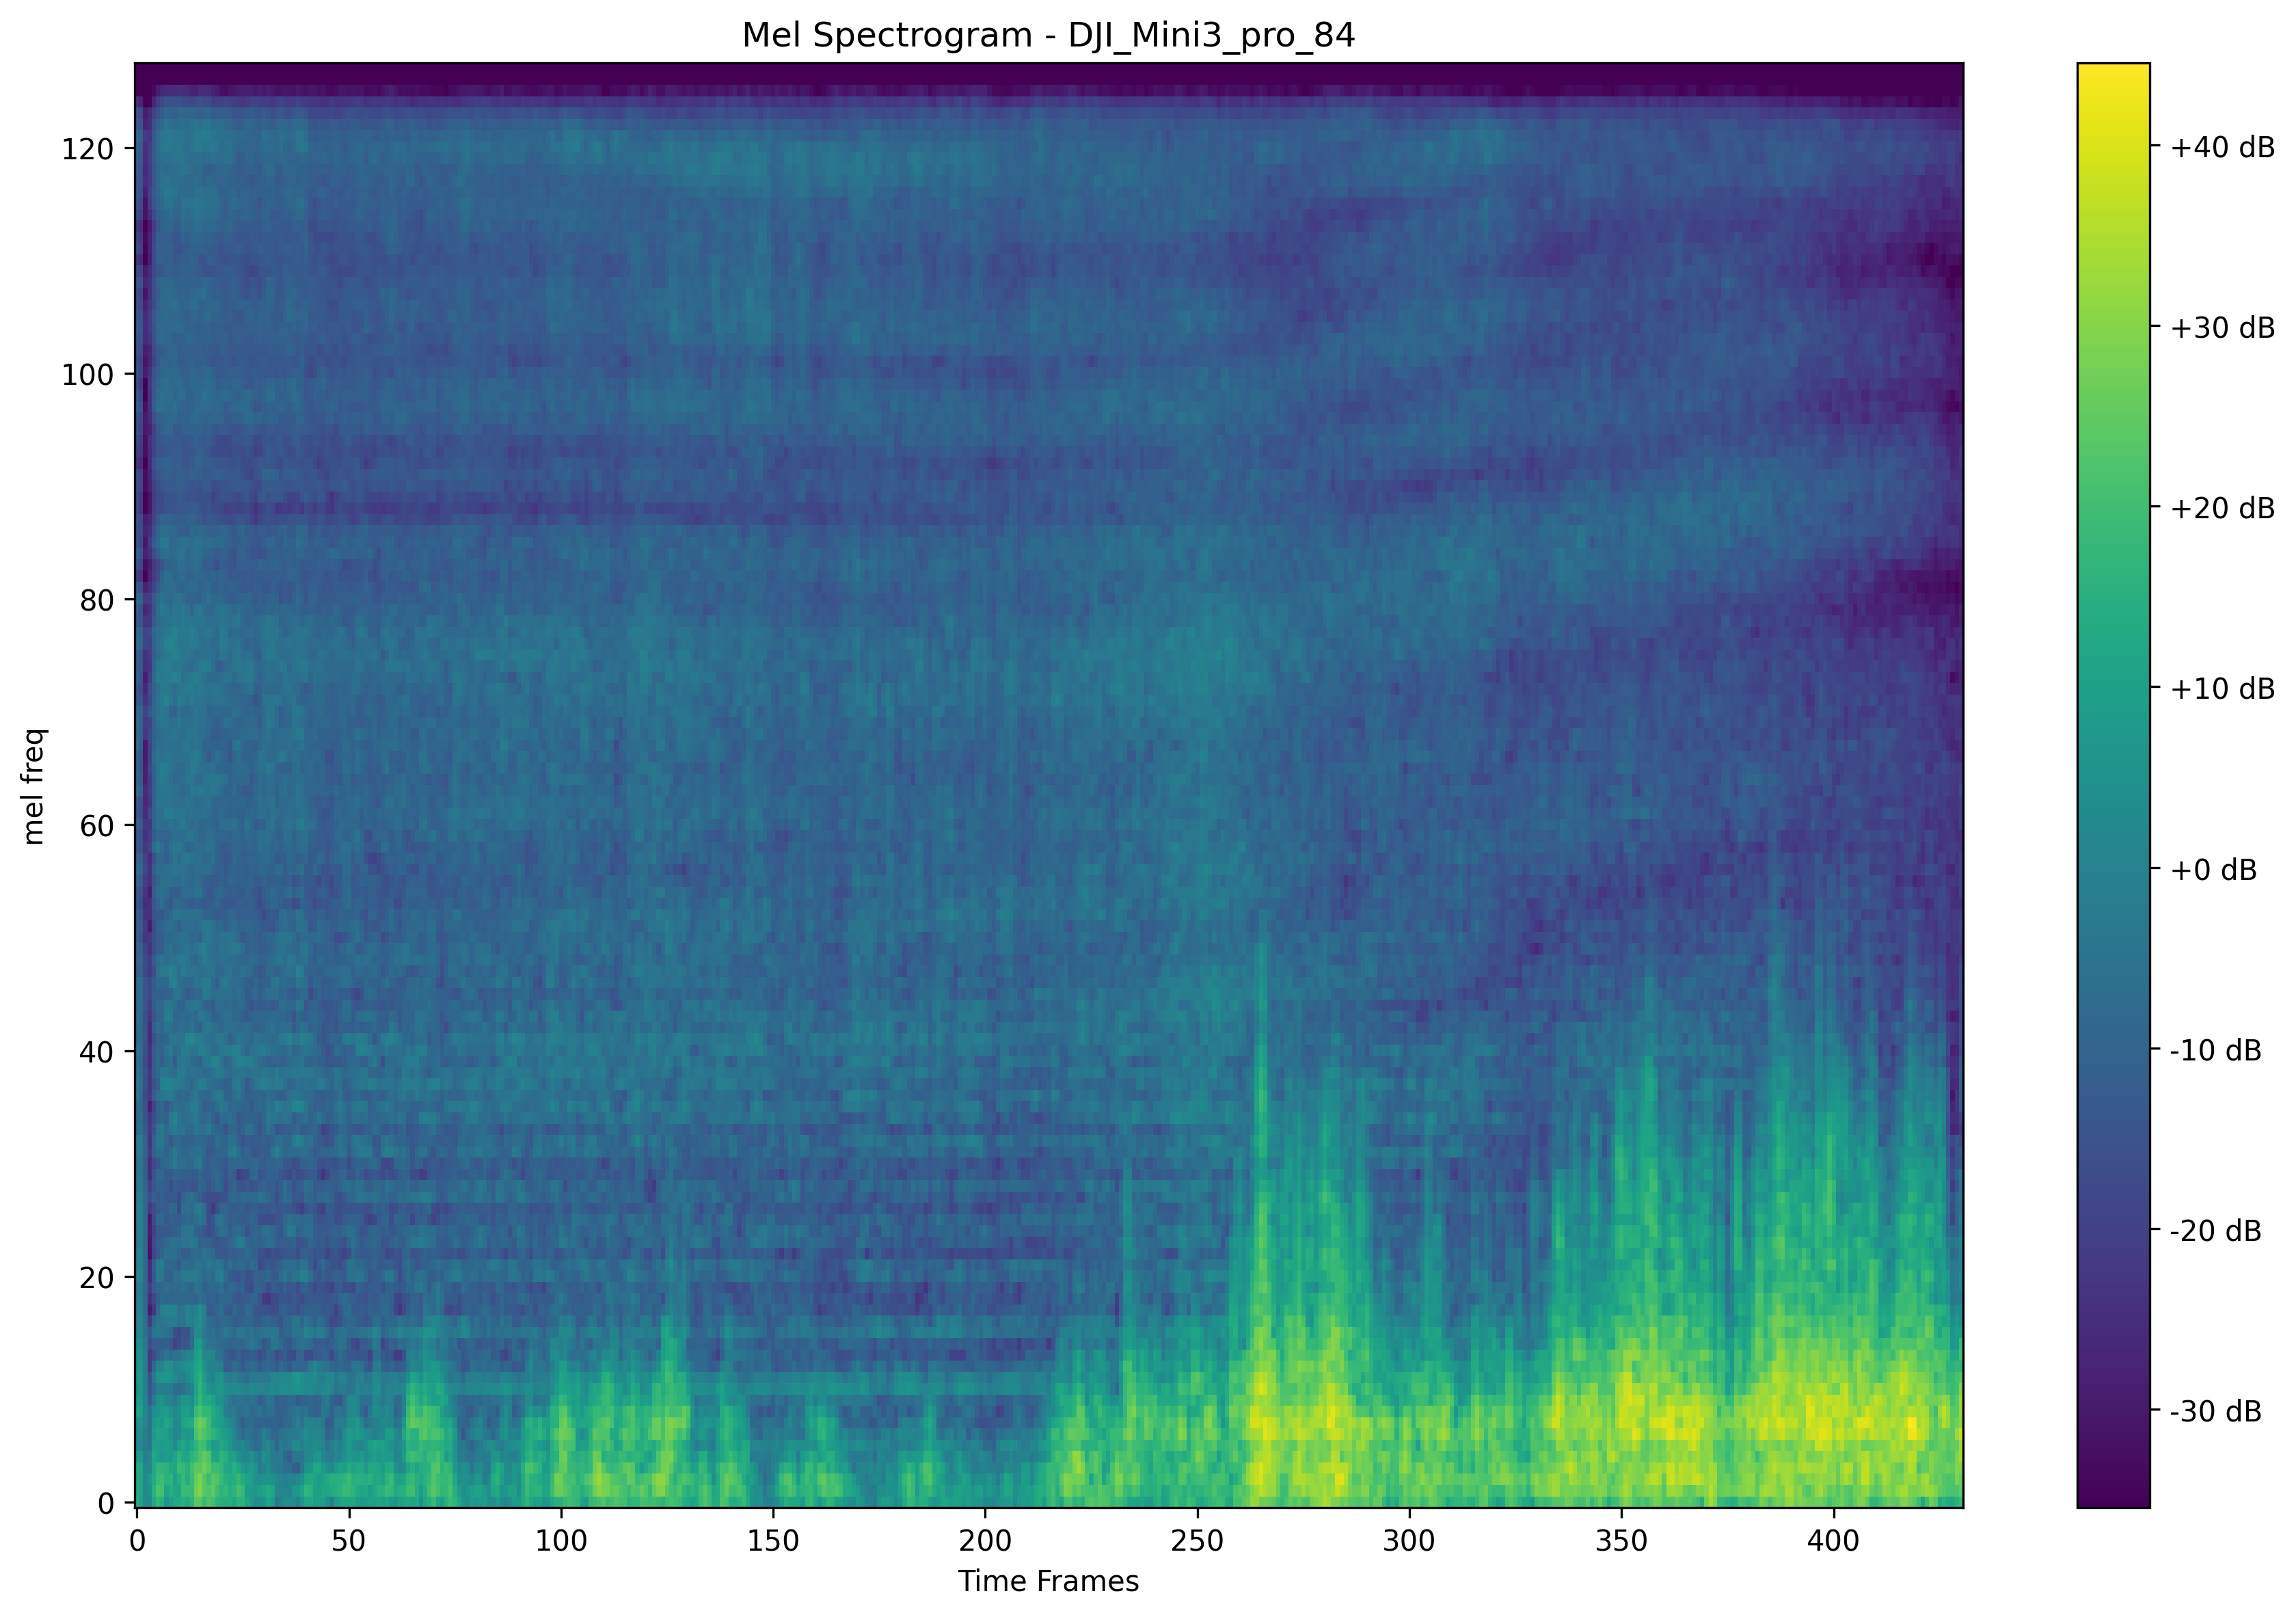 Mel Spectrogram - DJI_Mini3_pro_84
mel freq
120
100
80
60
40
20
0
0 50 100 150 200 250 300 350 400
Time Frames
+40 dB
+30 dB
+20 dB
+10 dB
+0 dB
-10 dB
-20 dB
-30 dB